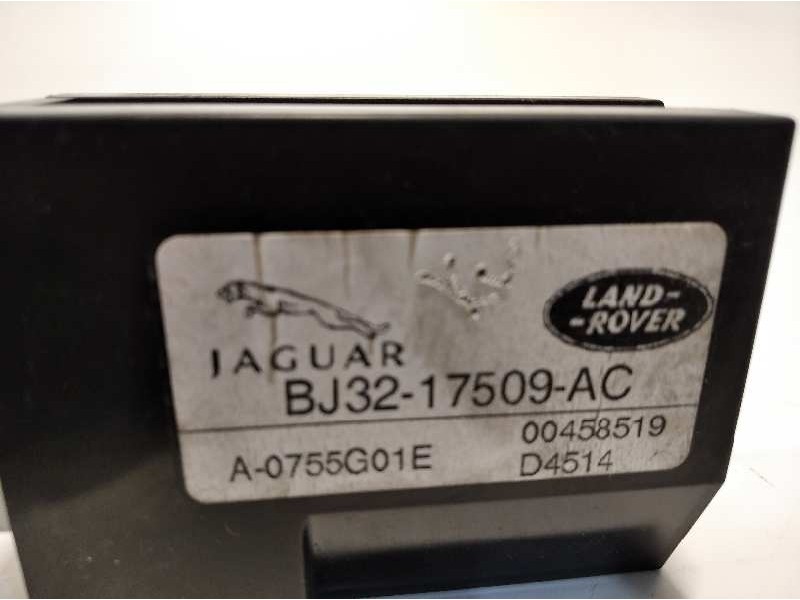 JAGUAR
LAND-
-ROVER
BJ32-17509-AC
A-0755G01E
00458519
D4514